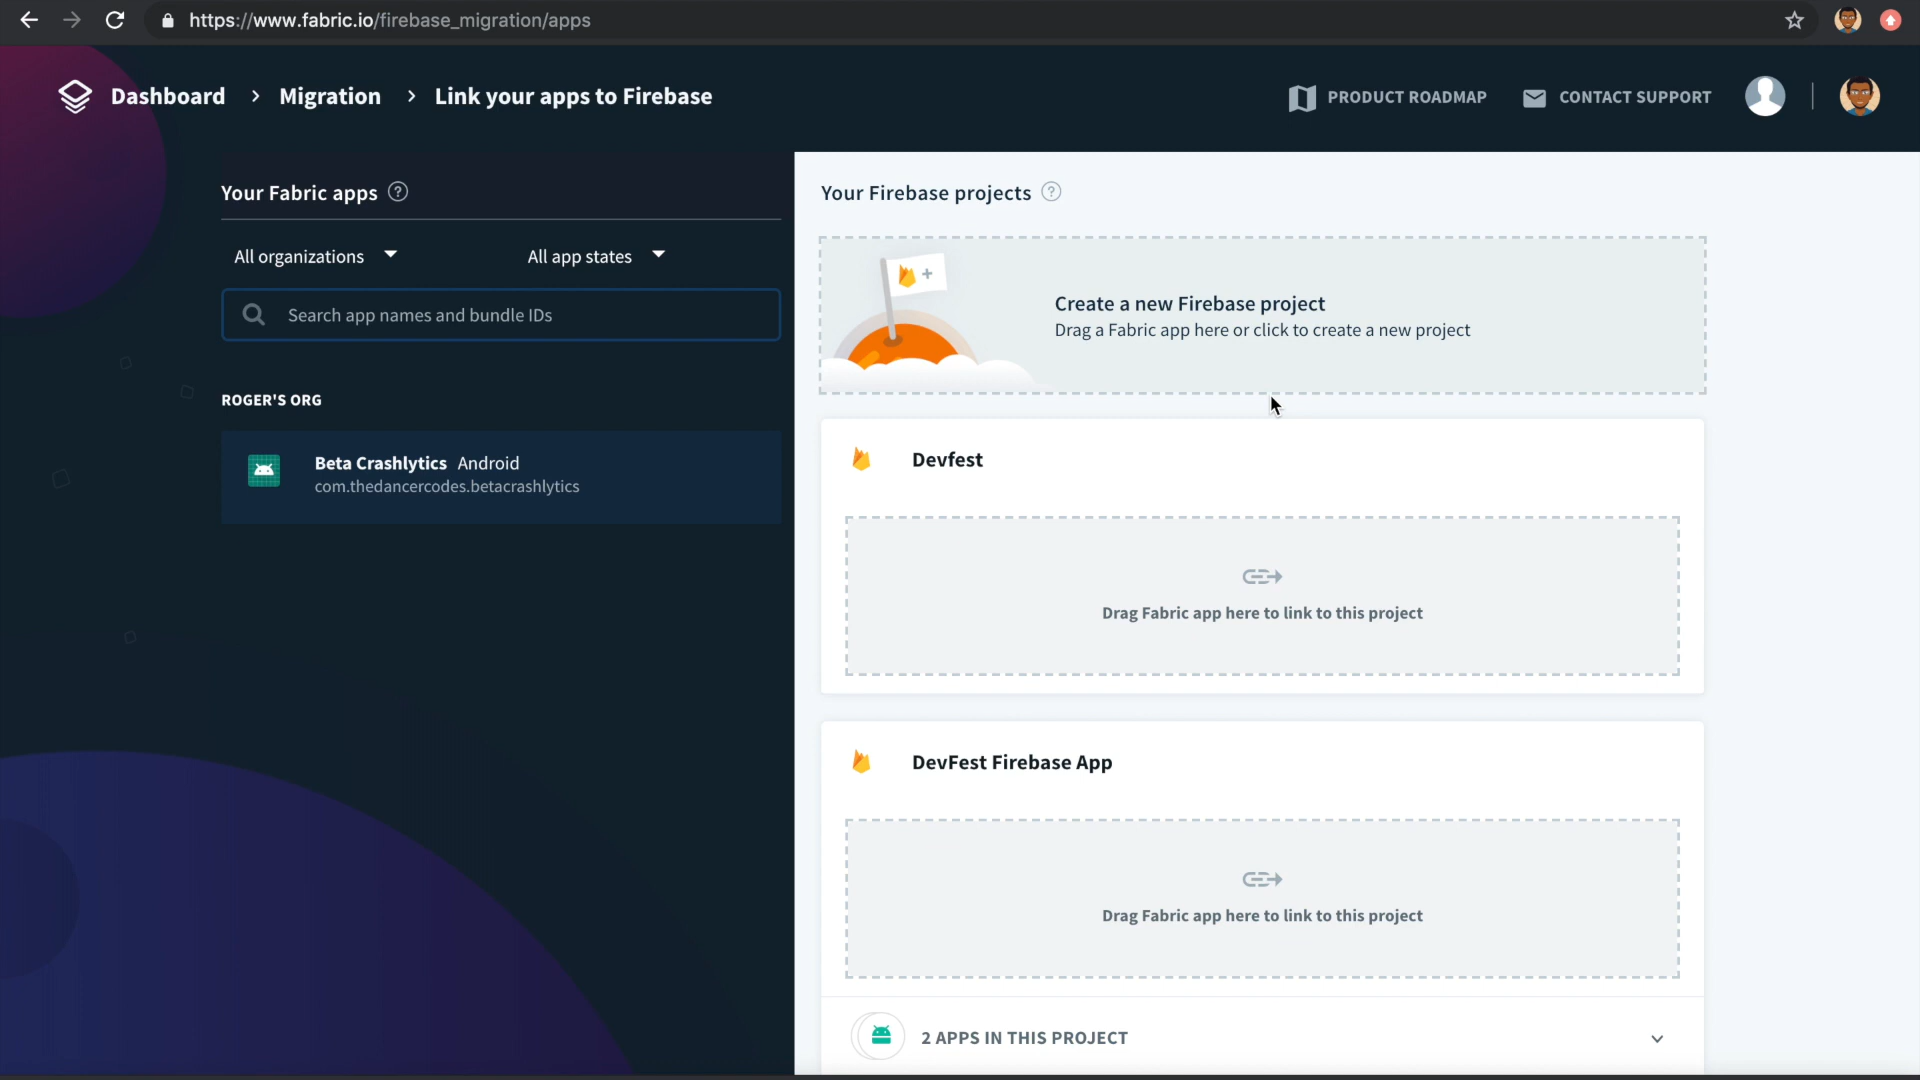 https://www.fabric.io/firebase_migration/apps
Dashboard > Migration > Link your apps to Firebase
PRODUCT ROADMAP
CONTACT SUPPORT
Your Fabric apps ?
All organizations
All app states
Search app names and bundle IDs
ROGER'S ORG
Beta Crashlytics Android
com.thedancercodes.betacrashlytics
Your Firebase projects ?
Create a new Firebase project
Drag a Fabric app here or click to create a new project
Devfest
Drag Fabric app here to link to this project
DevFest Firebase App
Drag Fabric app here to link to this project
2 APPS IN THIS PROJECT